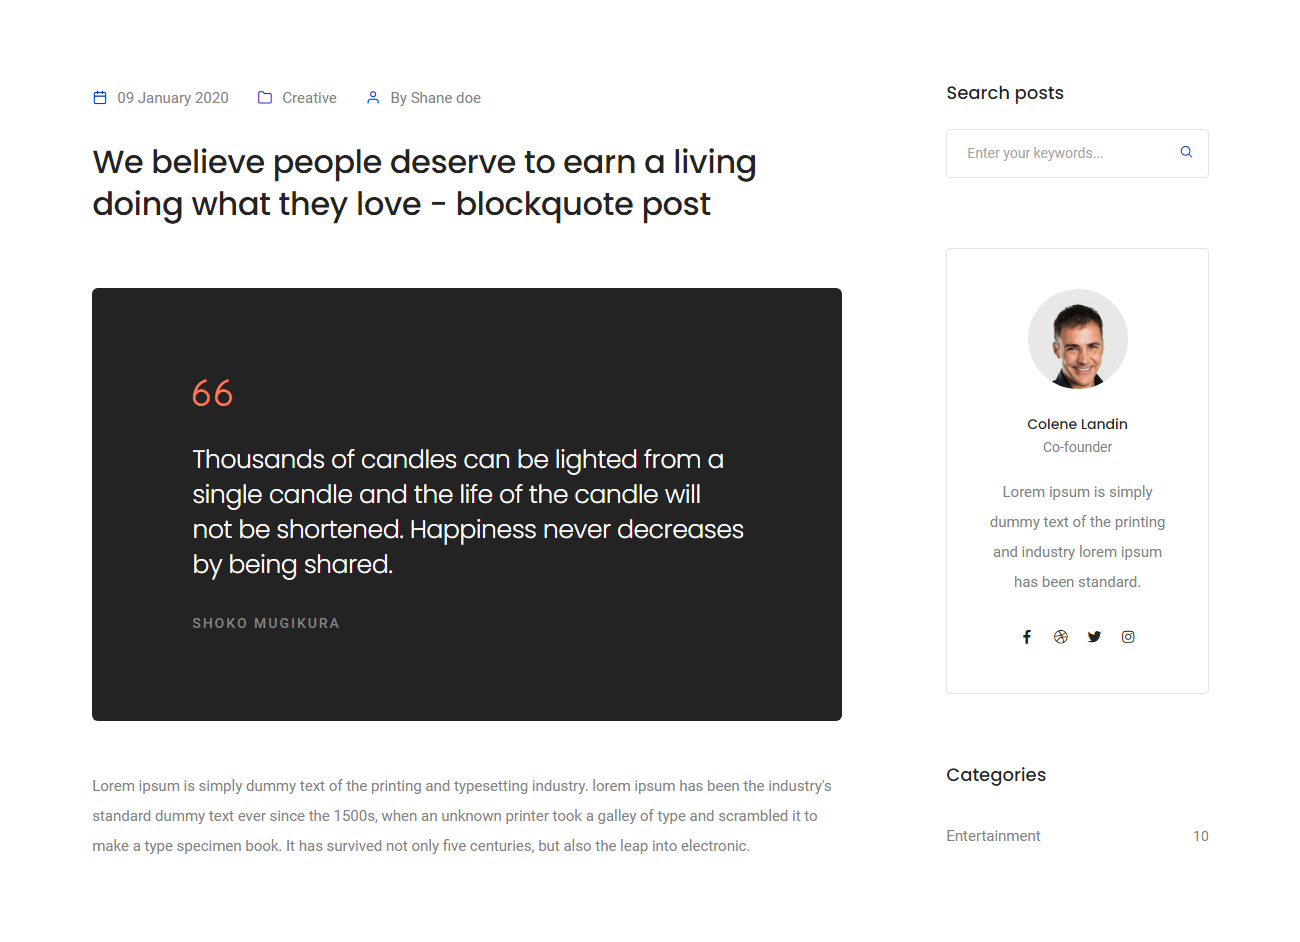 09 January 2020 Creative By Shane doe
We believe people deserve to earn a living
doing what they love - blockquote post
“
Thousands of candles can be lighted from a
single candle and the life of the candle will
not be shortened. Happiness never decreases
by being shared.
SHOKO MUGIKURA
Lorem ipsum is simply dummy text of the printing and typesetting industry. lorem ipsum has been the industry's
standard dummy text ever since the 1500s, when an unknown printer took a galley of type and scrambled it to
make a type specimen book. It has survived not only five centuries, but also the leap into electronic.
Search posts
Enter your keywords...
Colene Landin
Co-founder
Lorem ipsum is simply
dummy text of the printing
and industry lorem ipsum
has been standard.
Categories
Entertainment 10